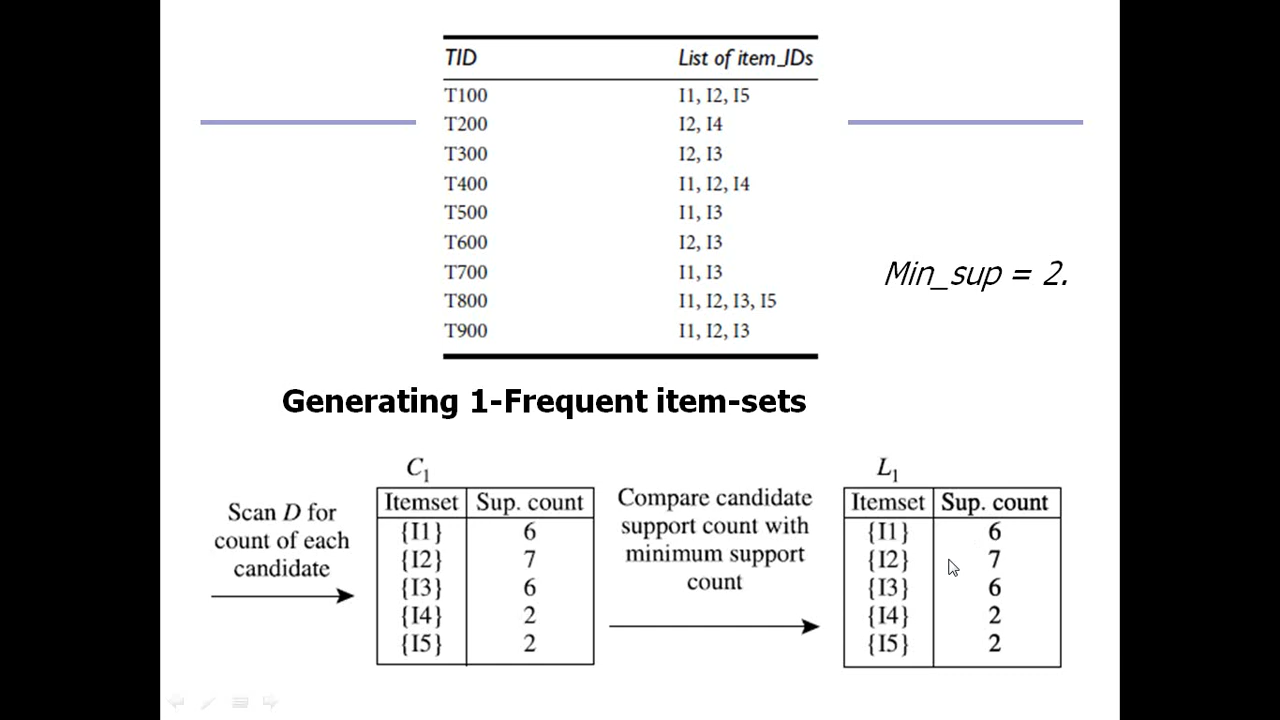 TID List of item_IDs
T100 I1, I2, I5
T200 I2, I4
T300 I2, I3
T400 I1, I2, I4
T500 I1, I3
T600 I2, I3
T700 I1, I3
T800 I1, I2, I3, I5
T900 I1, I2, I3
Min_sup = 2.
Generating 1-Frequent item-sets
Scan D for
count of each
candidate
C1
Itemset Sup. count
{I1} 6
{I2} 7
{I3} 6
{I4} 2
{I5} 2
Compare candidate
support count with
minimum support
count
L1
Itemset Sup. count
{I1} 6
{I2} 7
{I3} 6
{I4} 2
{I5} 2